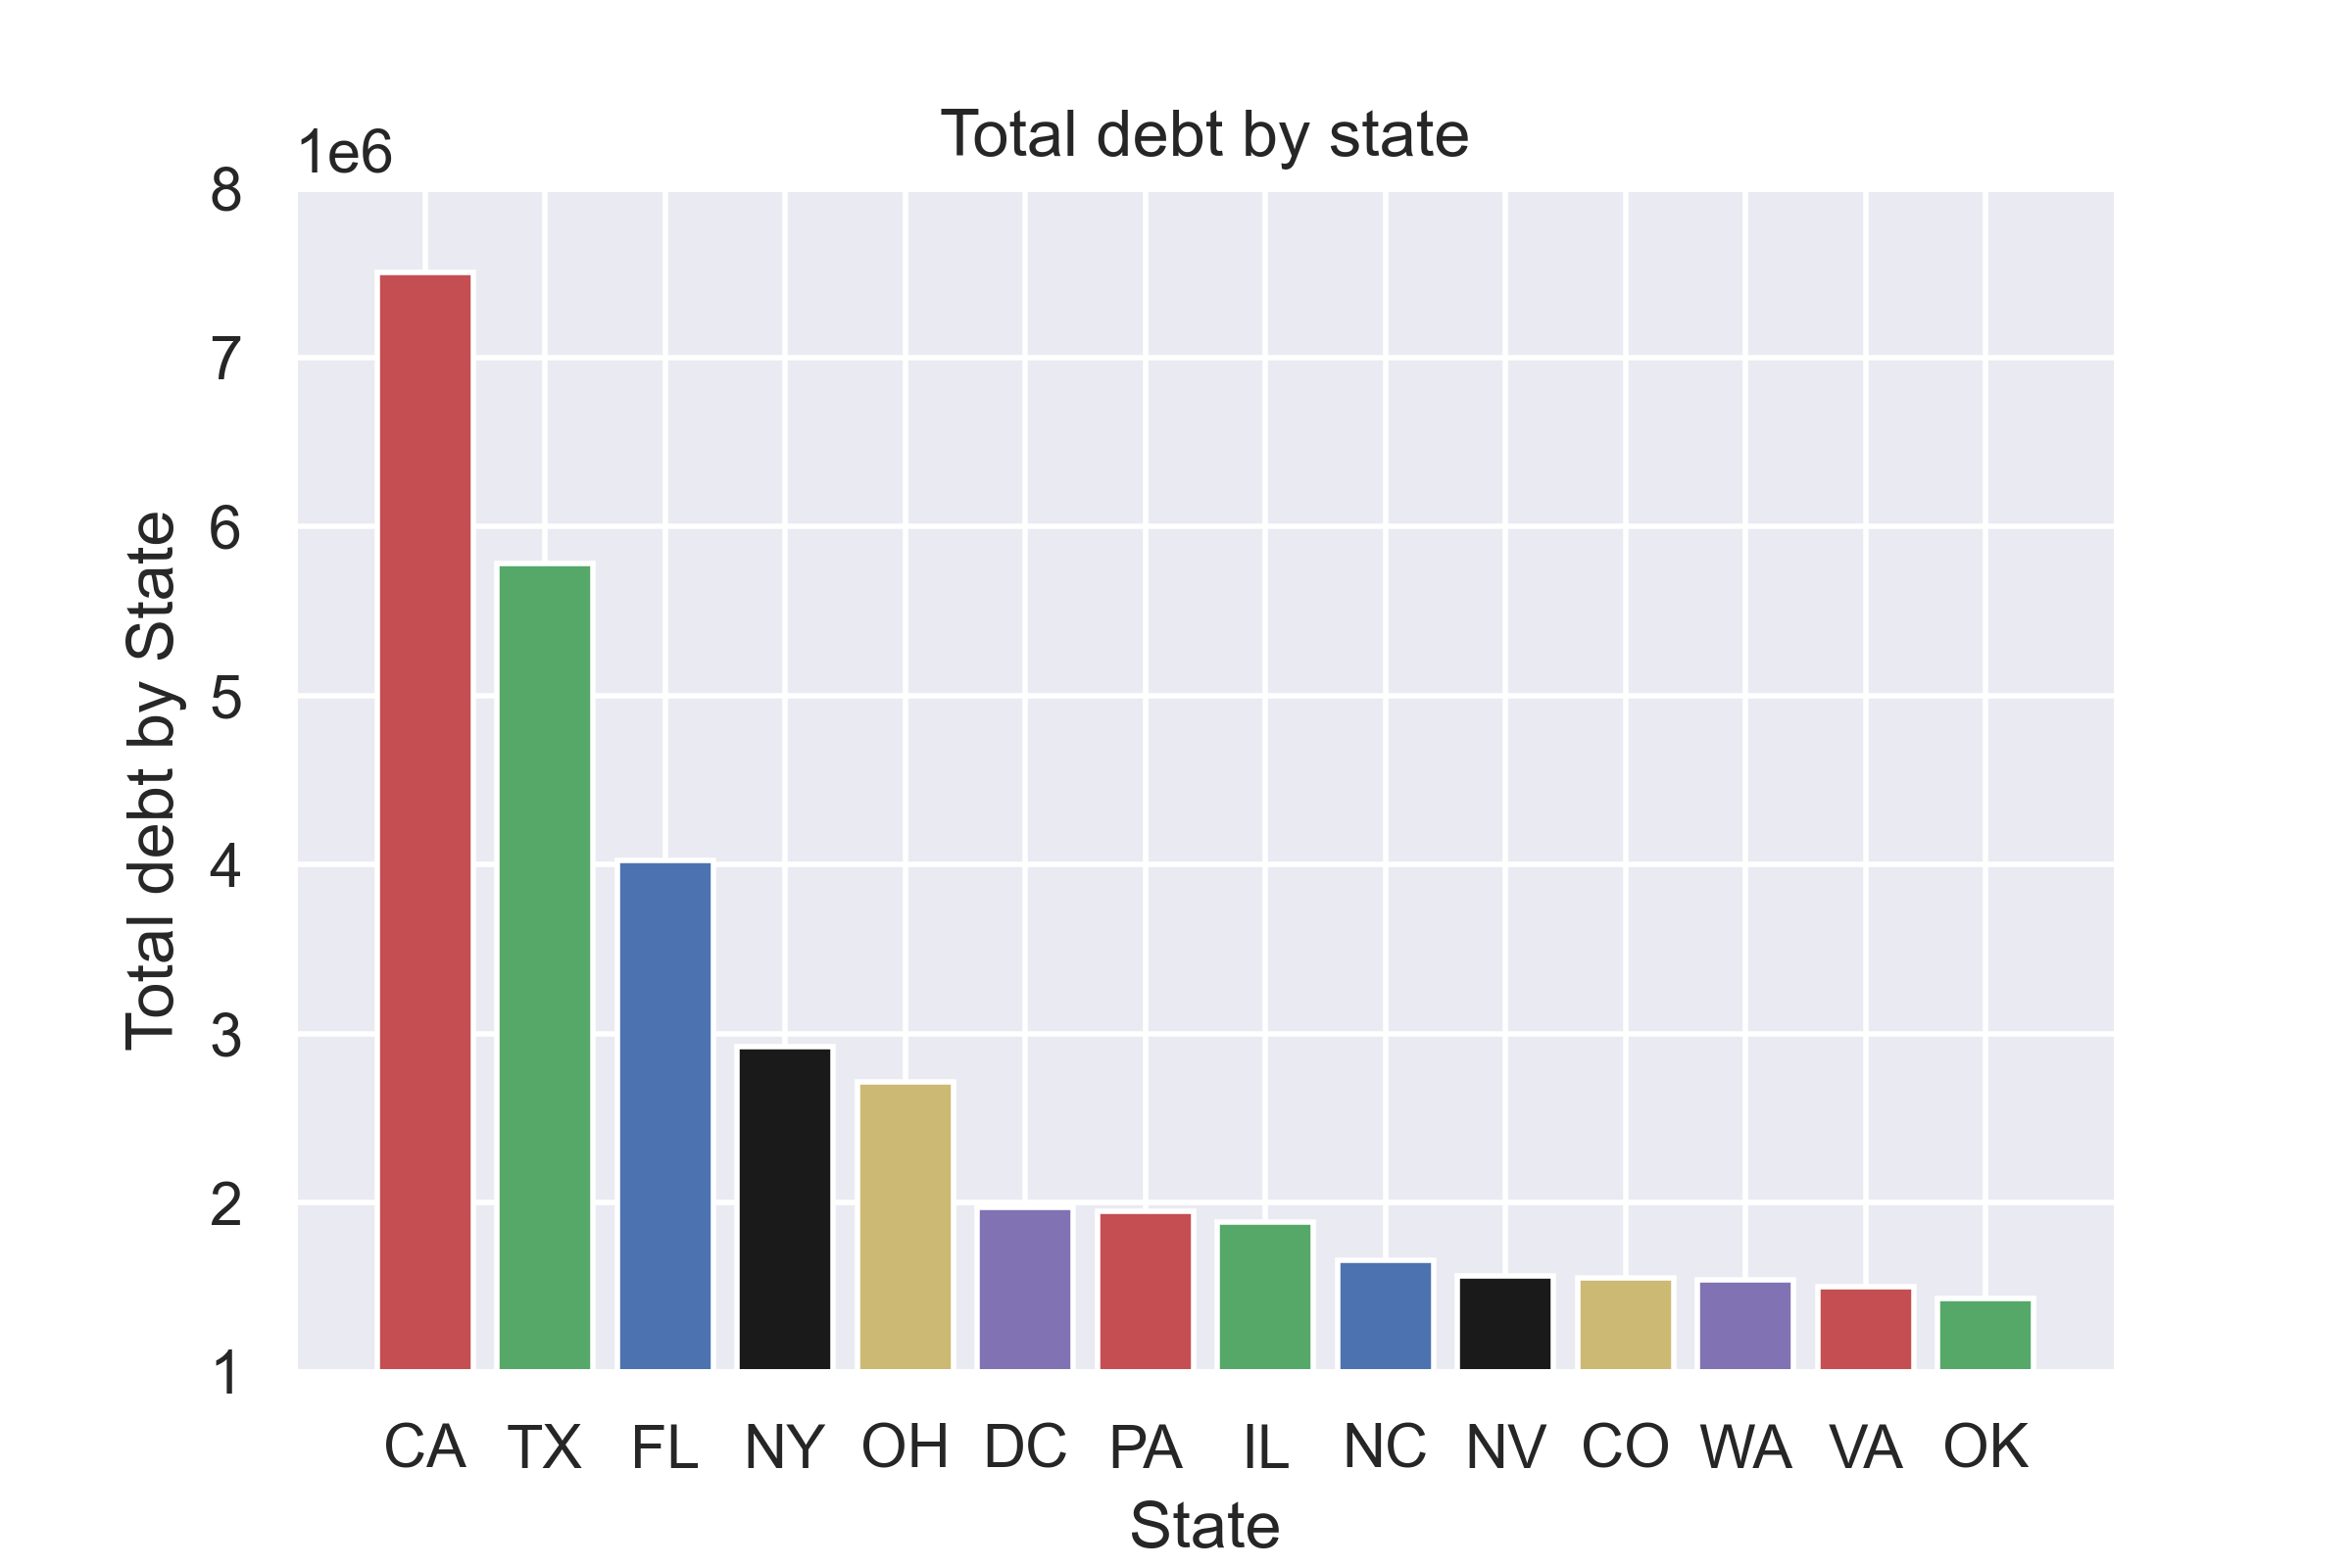 Total debt by state
1e6
8
7
6
5
4
3
2
1
Total debt by State
CA TX FL NY OH DC PA IL NC NV CO WA VA OK
State